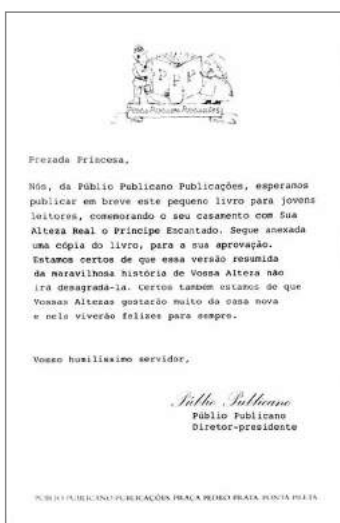 P P P
Prezada Princesa,
Nós, da Públio Publicano Publicações, esperamos
publicar em breve este pequeno livro para jovens
leitores, comemorando o seu casamento com Sua
Alteza Real o Príncipe Encantado. Segue anexada
uma cópia do livro, para a sua aprovação.
Estamos certos de que essa versão resumida
da maravilhosa história de Vossa Alteza não
irá desagradá-la. Certos também estamos de que
Vossas Altezas gostarão muito da casa nova
e nela viverão felizes para sempre.
Vosso humilíssimo servidor,
Públio Publicano
Públio Publicano
Diretor-presidente
PÚBLIO PUBLICANO PUBLICAÇÕES PRAÇA PEDRO PRATA, PONTA